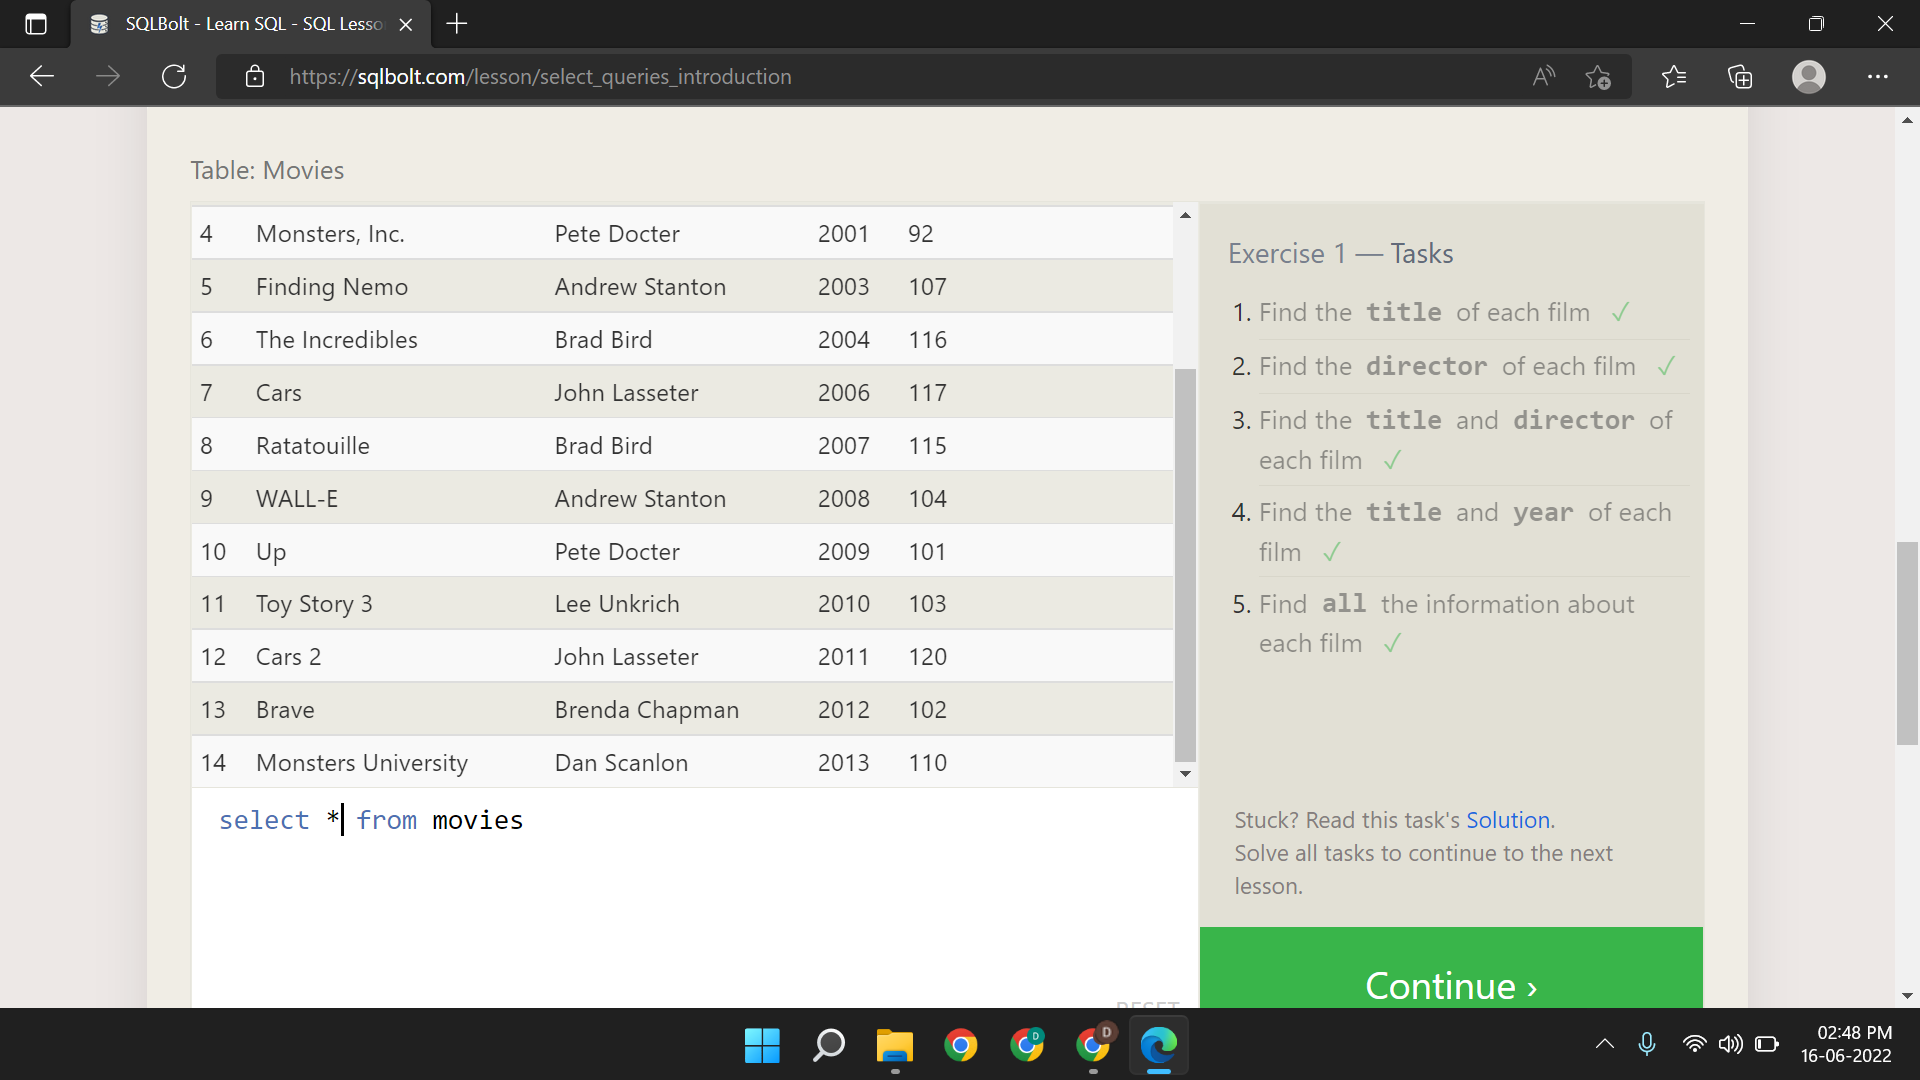 SQLBolt - Learn SQL - SQL Lesso
https://sqlbolt.com/lesson/select_queries_introduction
Table: Movies
4 Monsters, Inc. Pete Docter 2001 92
5 Finding Nemo Andrew Stanton 2003 107
6 The Incredibles Brad Bird 2004 116
7 Cars John Lasseter 2006 117
8 Ratatouille Brad Bird 2007 115
9 WALL-E Andrew Stanton 2008 104
10 Up Pete Docter 2009 101
11 Toy Story 3 Lee Unkrich 2010 103
12 Cars 2 John Lasseter 2011 120
13 Brave Brenda Chapman 2012 102
14 Monsters University Dan Scanlon 2013 110
select * from movies
RESET
Exercise 1 — Tasks
1. Find the title of each film ✓
2. Find the director of each film ✓
3. Find the title and director of
each film ✓
4. Find the title and year of each
film ✓
5. Find all the information about
each film ✓
Stuck? Read this task's Solution.
Solve all tasks to continue to the next
lesson.
Continue ›
D
D
02:48 PM
16-06-2022